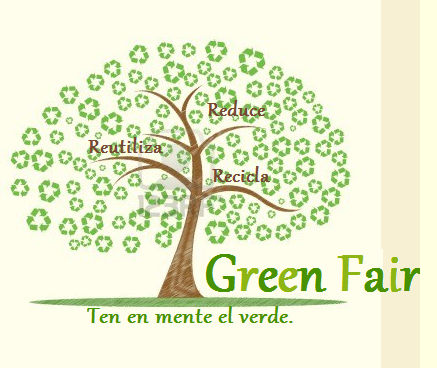 Reduce
Reutiliza
Recicla
Green Fair
Ten en mente el verde.